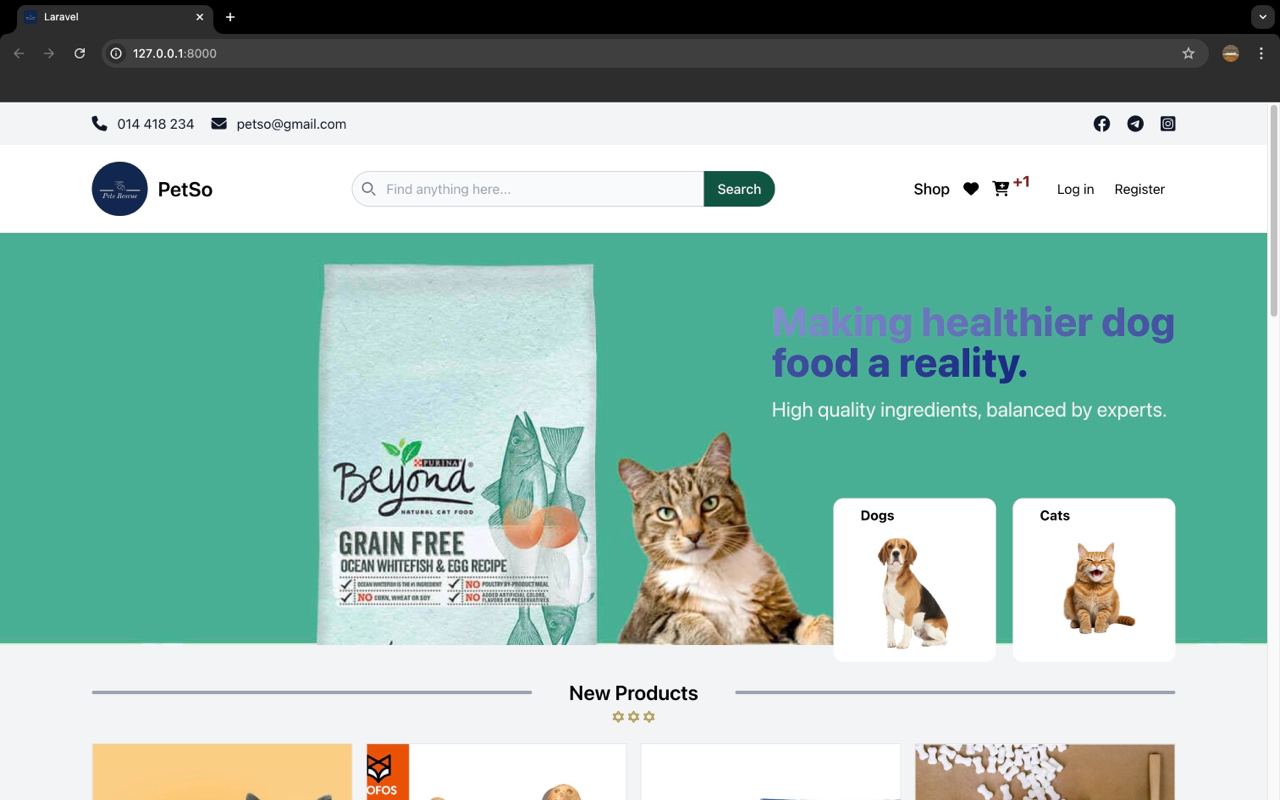 Laravel
127.0.0.1:8000
014 418 234 petso@gmail.com
Pets Rescue
PetSo
Find anything here...
Search
Shop
+1
Log in
Register
Making healthier dog
food a reality.
High quality ingredients, balanced by experts.
PURINA
Beyond
NATURAL CAT FOOD
GRAIN FREE
OCEAN WHITEFISH & EGG RECIPE
OCEAN WHITEFISH IS THE #1 INGREDIENT
NO POULTRY BY-PRODUCT MEAL
NO CORN, WHEAT OR SOY
NO ADDED ARTIFICIAL COLORS,
FLAVORS OR PRESERVATIVES
Dogs
Cats
New Products
OFOS